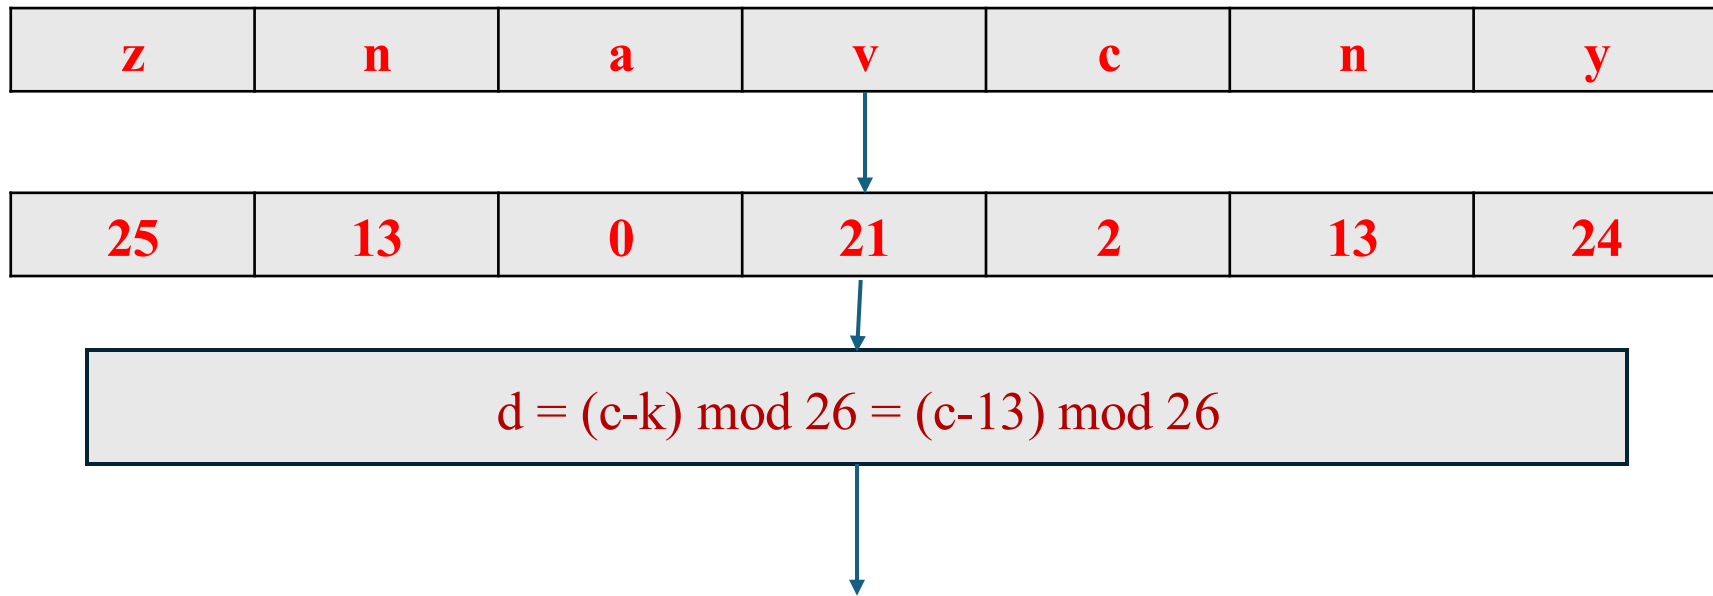 z n a v c n y
25 13 0 21 2 13 24
d = (c-k) mod 26 = (c-13) mod 26